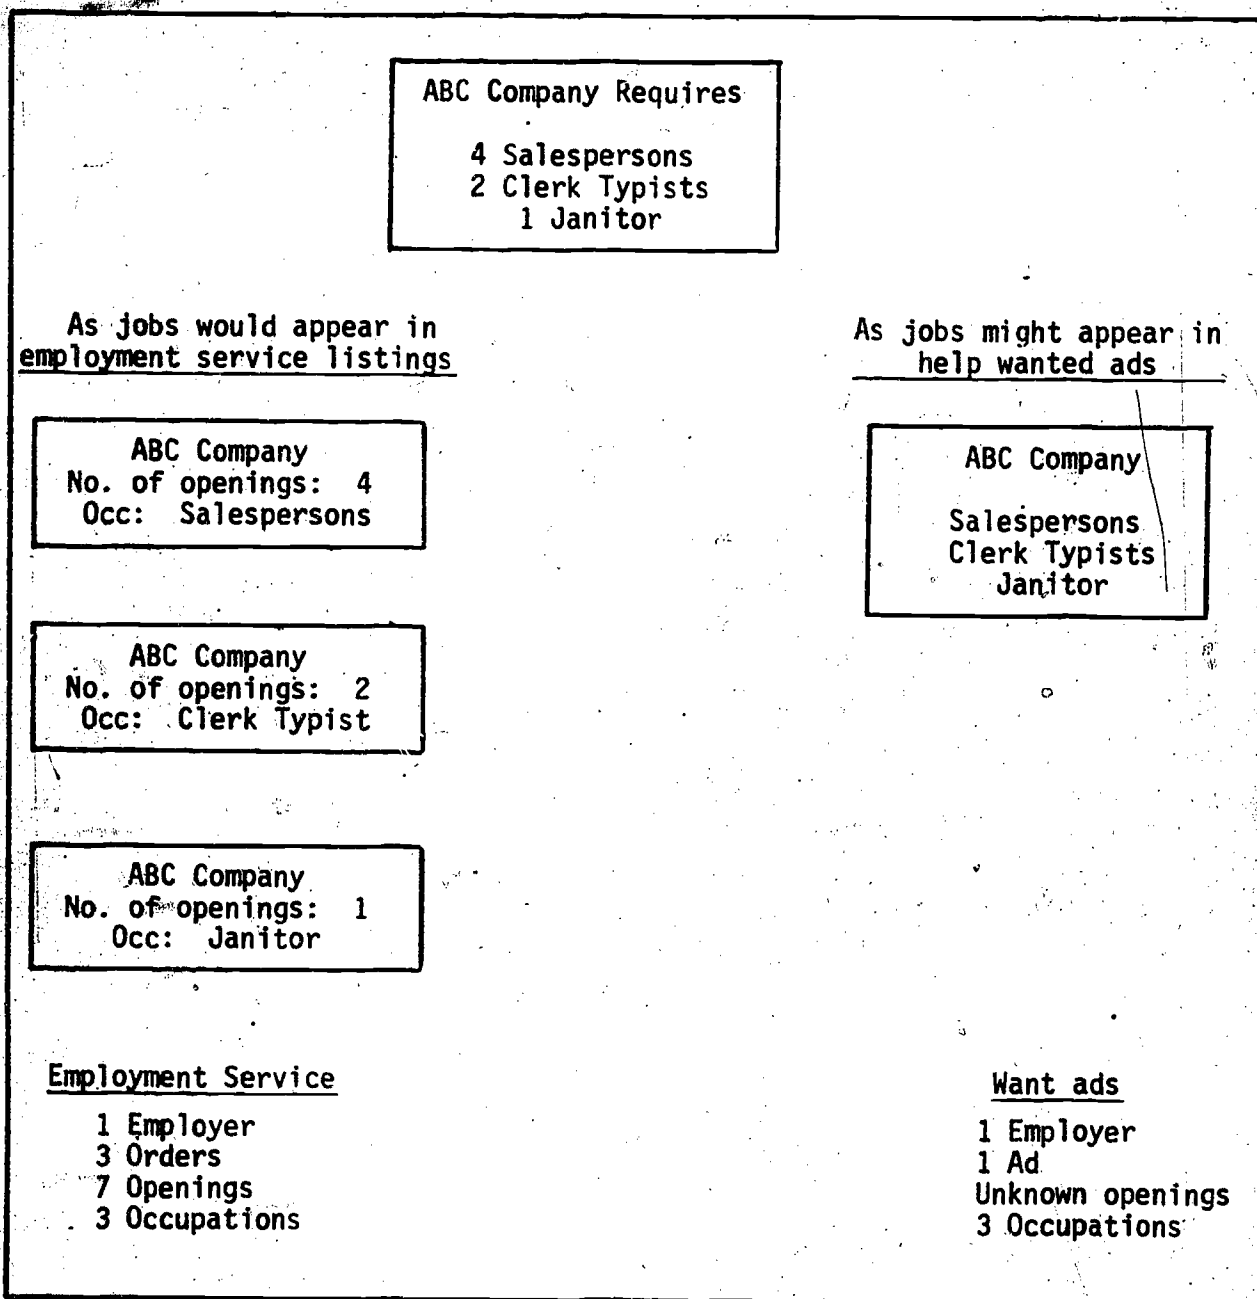 ABC Company Requires
4 Salespersons
2 Clerk Typists
1 Janitor
As jobs would appear in
employment service listings
ABC Company
No. of openings: 4
Occ: Salespersons
ABC Company
No. of openings: 2
Occ: Clerk Typist
ABC Company
No. of openings: 1
Occ: Janitor
As jobs might appear in
help wanted ads
ABC Company
Salespersons
Clerk Typists
Janitor
Employment Service
1 Employer
3 Orders
7 Openings
3 Occupations
Want ads
1 Employer
1 Ad
Unknown openings
3 Occupations